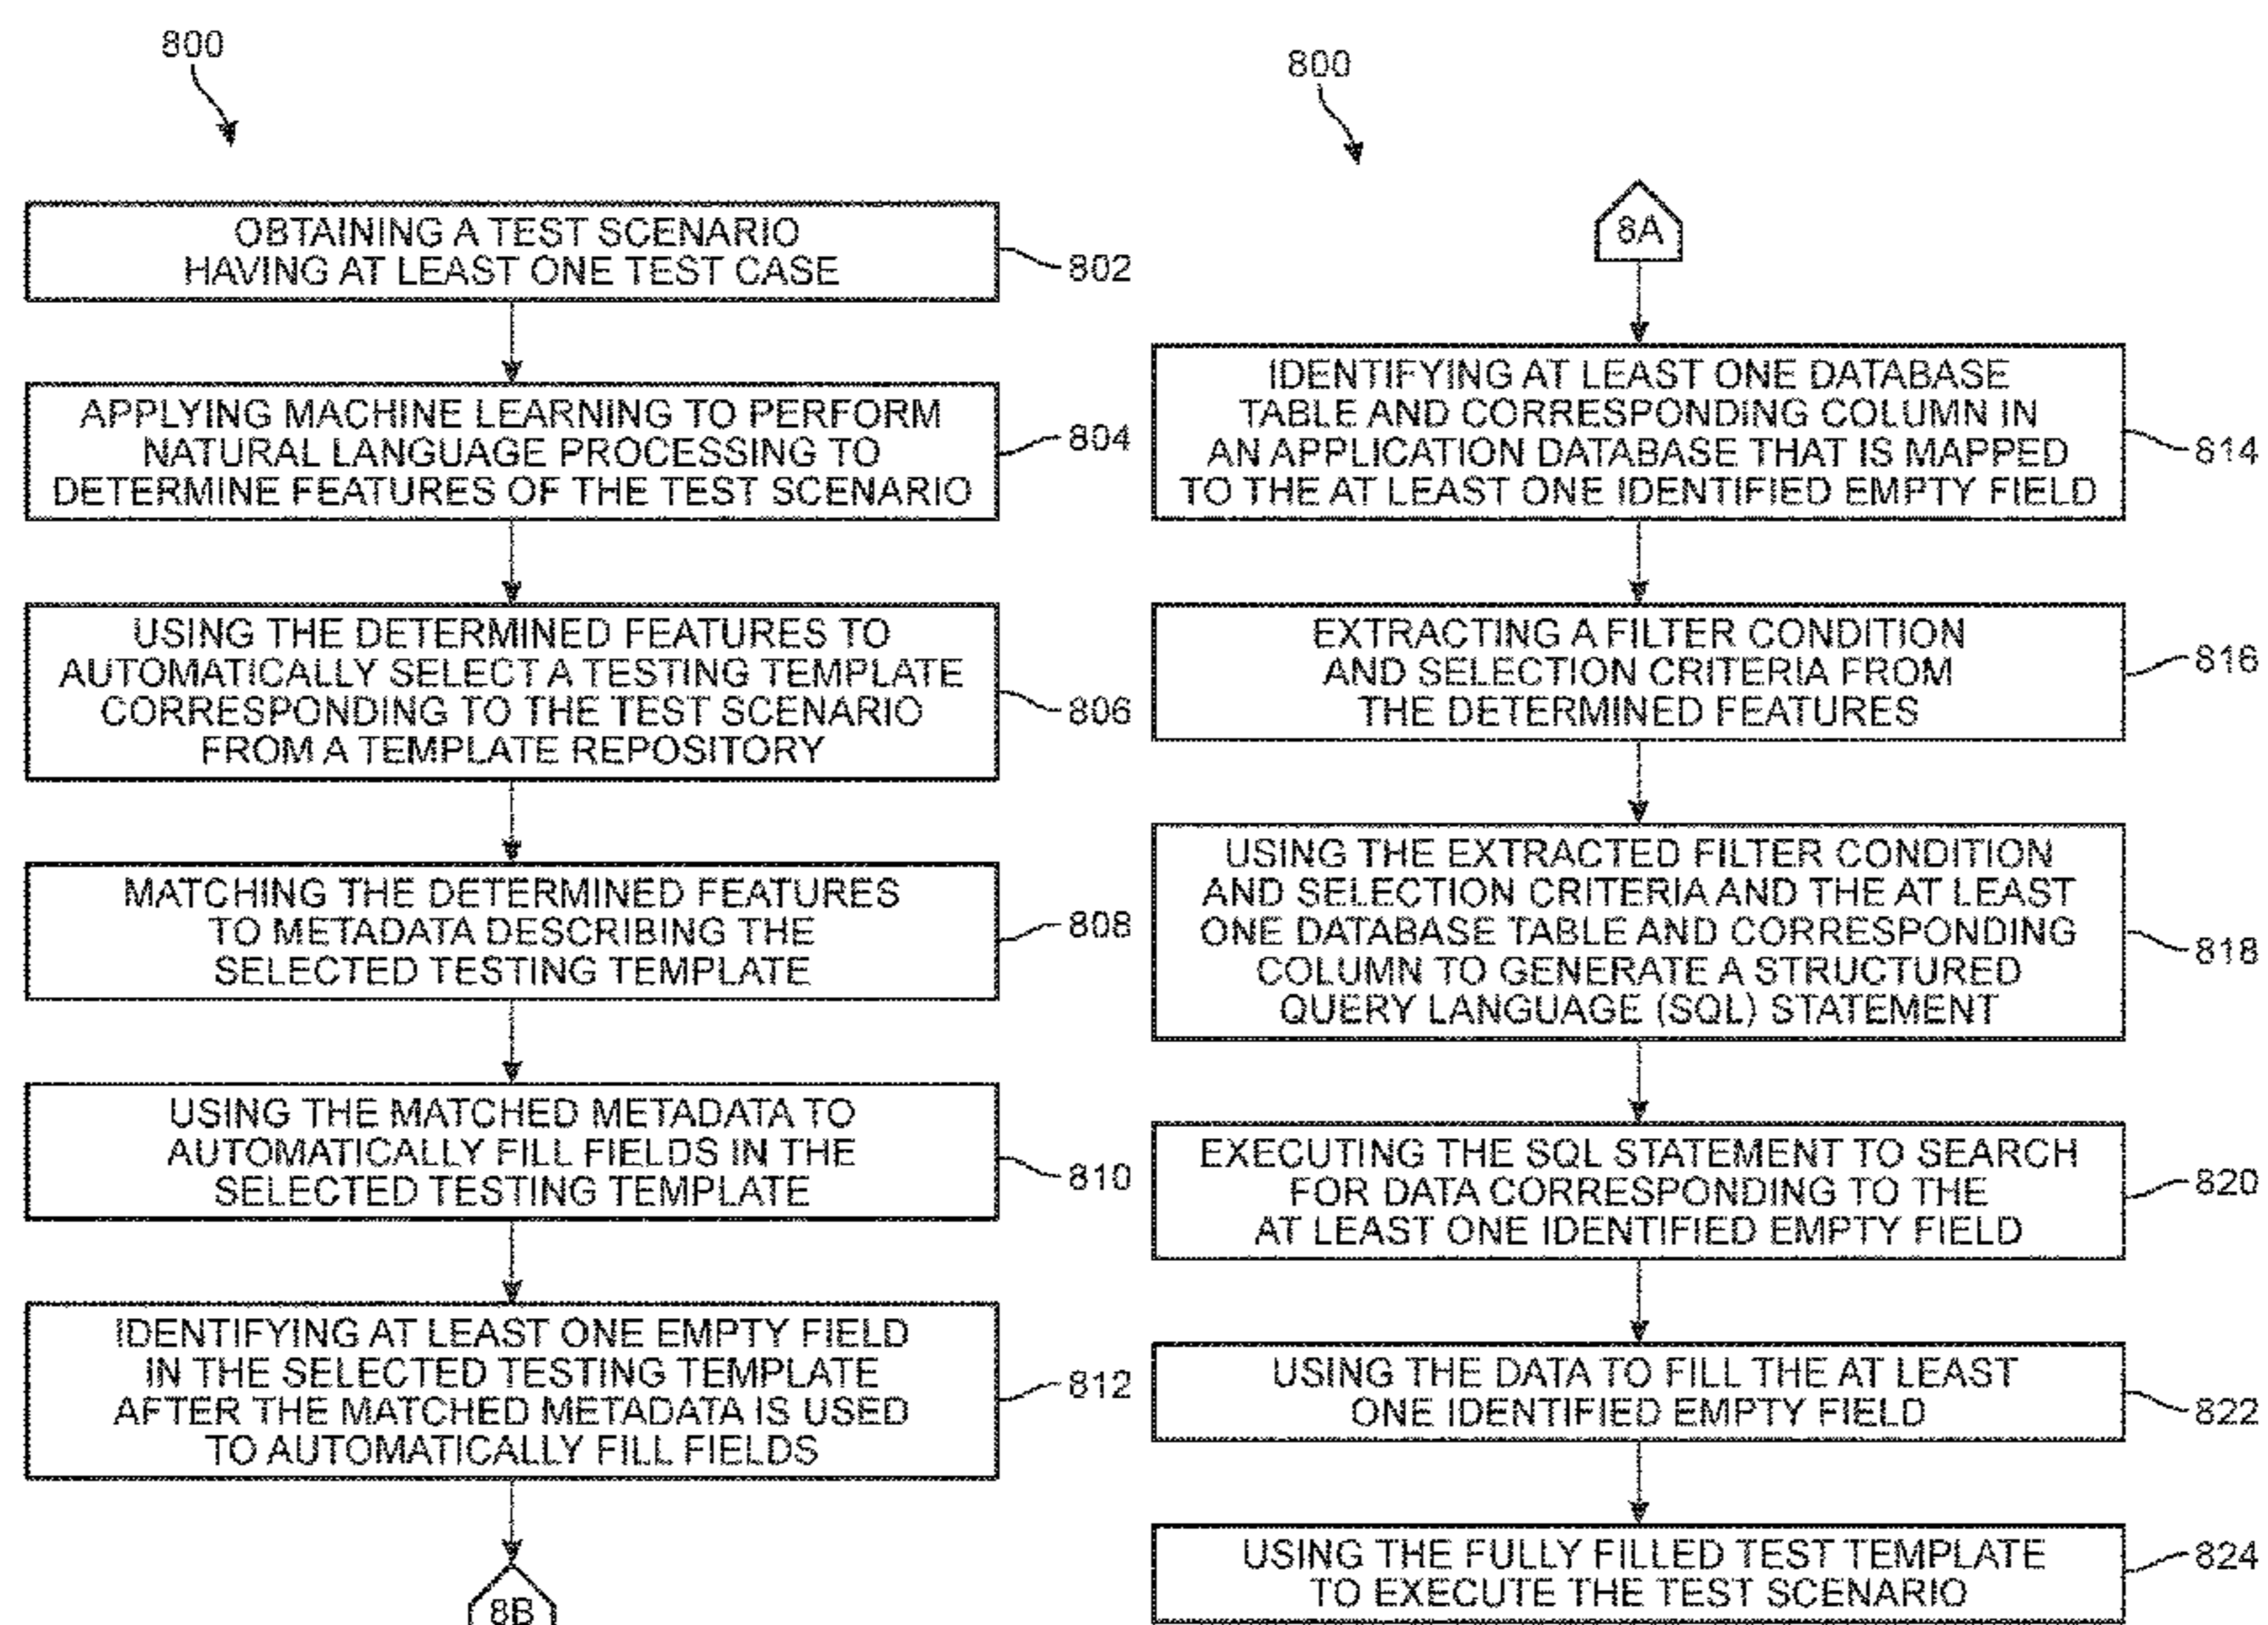 800
OBTAINING A TEST SCENARIO
HAVING AT LEAST ONE TEST CASE
802
APPLYING MACHINE LEARNING TO PERFORM
NATURAL LANGUAGE PROCESSING TO
DETERMINE FEATURES OF THE TEST SCENARIO
804
USING THE DETERMINED FEATURES TO
AUTOMATICALLY SELECT A TESTING TEMPLATE
CORRESPONDING TO THE TEST SCENARIO
FROM A TEMPLATE REPOSITORY
806
MATCHING THE DETERMINED FEATURES
TO METADATA DESCRIBING THE
SELECTED TESTING TEMPLATE
808
USING THE MATCHED METADATA TO
AUTOMATICALLY FILL FIELDS IN THE
SELECTED TESTING TEMPLATE
810
IDENTIFYING AT LEAST ONE EMPTY FIELD
IN THE SELECTED TESTING TEMPLATE
AFTER THE MATCHED METADATA IS USED
TO AUTOMATICALLY FILL FIELDS
812
8B
800
8A
IDENTIFYING AT LEAST ONE DATABASE
TABLE AND CORRESPONDING COLUMN IN
AN APPLICATION DATABASE THAT IS MAPPED
TO THE AT LEAST ONE IDENTIFIED EMPTY FIELD
814
EXTRACTING A FILTER CONDITION
AND SELECTION CRITERIA FROM
THE DETERMINED FEATURES
816
USING THE EXTRACTED FILTER CONDITION
AND SELECTION CRITERIA AND THE AT LEAST
ONE DATABASE TABLE AND CORRESPONDING
COLUMN TO GENERATE A STRUCTURED
QUERY LANGUAGE (SQL) STATEMENT
818
EXECUTING THE SQL STATEMENT TO SEARCH
FOR DATA CORRESPONDING TO THE
AT LEAST ONE IDENTIFIED EMPTY FIELD
820
USING THE DATA TO FILL THE AT LEAST
ONE IDENTIFIED EMPTY FIELD
822
USING THE FULLY FILLED TEST TEMPLATE
TO EXECUTE THE TEST SCENARIO
824